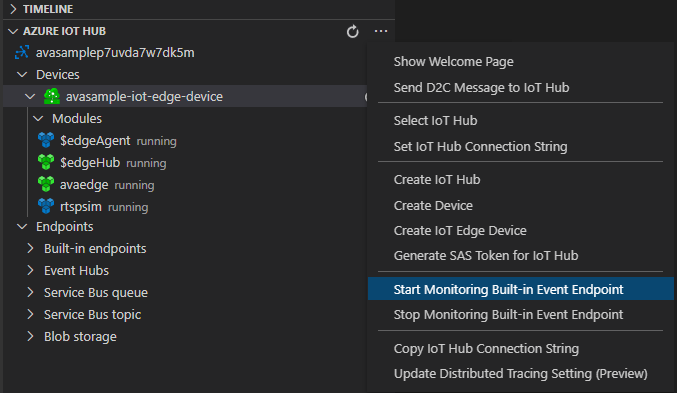 TIMELINE
AZURE IOT HUB
avasamplep7uvda7w7dk5m
Devices
avasample-iot-edge-device
Modules
$edgeAgent running
$edgeHub running
avaedge running
rtspsim running
Endpoints
Built-in endpoints
Event Hubs
Service Bus queue
Service Bus topic
Blob storage
Show Welcome Page
Send D2C Message to IoT Hub
Select IoT Hub
Set IoT Hub Connection String
Create IoT Hub
Create Device
Create IoT Edge Device
Generate SAS Token for IoT Hub
Start Monitoring Built-in Event Endpoint
Stop Monitoring Built-in Event Endpoint
Copy IoT Hub Connection String
Update Distributed Tracing Setting (Preview)